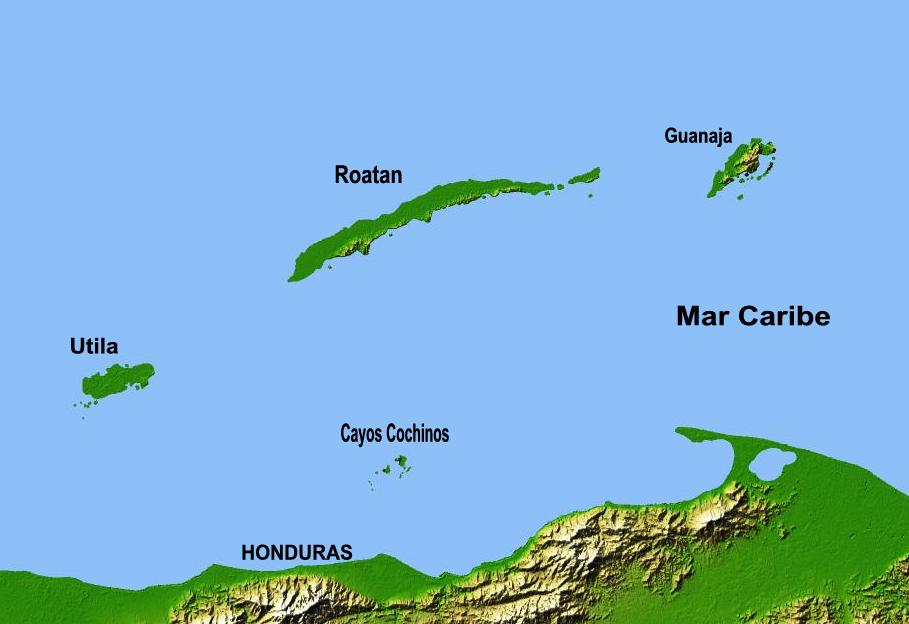 Guanaja
Roatan
Mar Caribe
Utila
Cayos Cochinos
HONDURAS